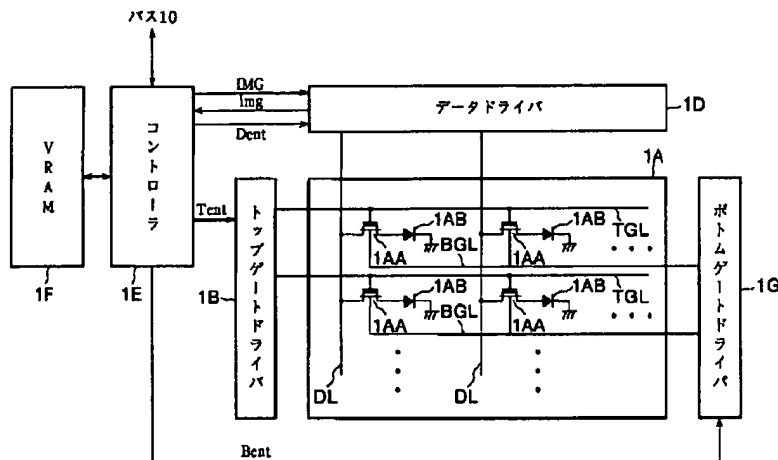 バス10
IMG
Img
Dcnt
データドライバ
1D
VRAM
1F
コントローラ
1E
Tcnt
トップゲートドライバ
1B
1A
1AB
1AB
TGL
1AA
BGL
1AA
1AB
1AB
TGL
1AA
BGL
1AA
DL
DL
ボトムゲートドライバ
1G
Bcnt